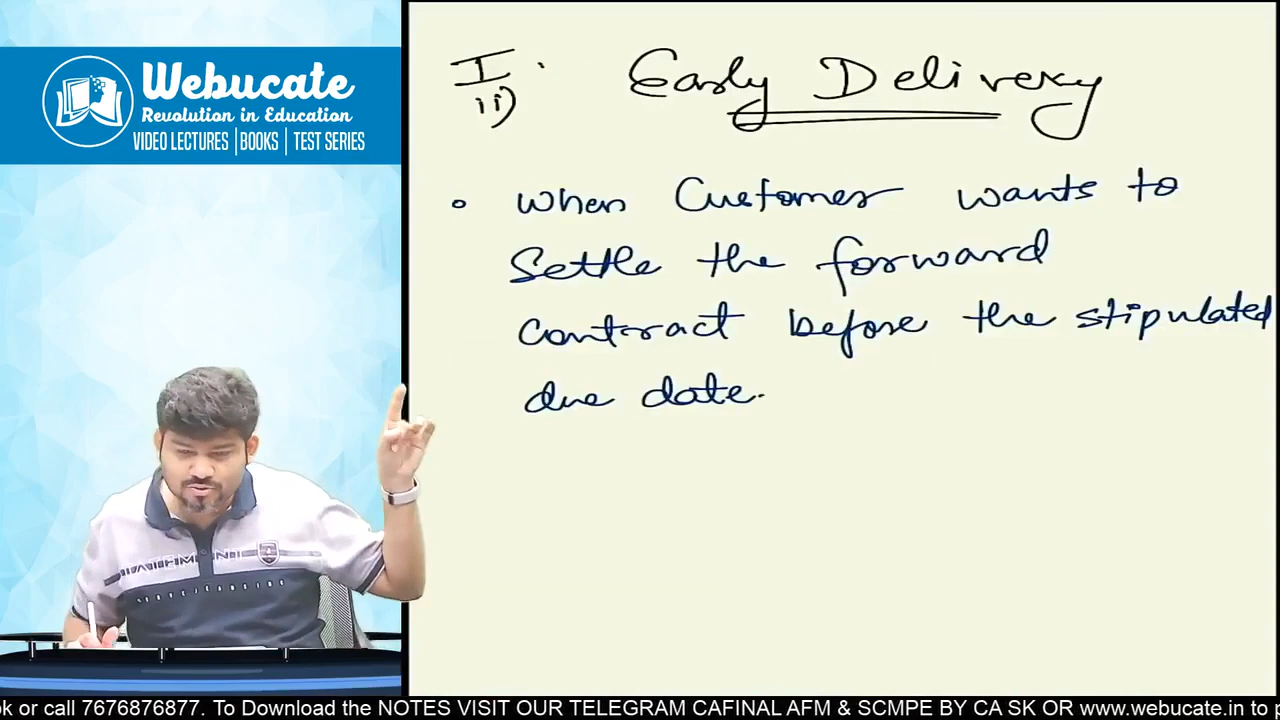 Webucate
Revolution in Education
VIDEO LECTURES | BOOKS | TEST SERIES
I.
ii)
Early Delivery
• When Customer wants to
Settle the forward
contract before the stipulated
due date.
ok or call 7676876877. To Download the NOTES VISIT OUR TELEGRAM CAFINAL AFM & SCMPE BY CA SK OR www.webucate.in to p